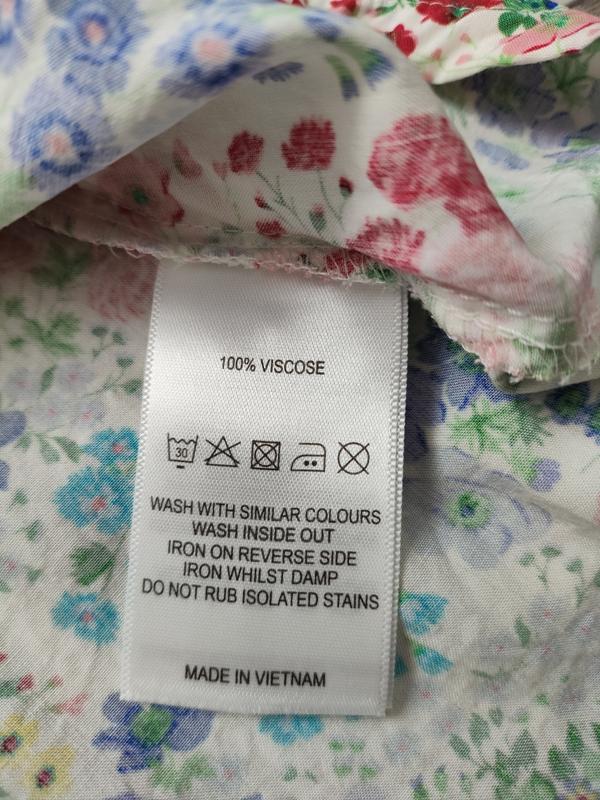 100% VISCOSE
30
WASH WITH SIMILAR COLOURS
WASH INSIDE OUT
IRON ON REVERSE SIDE
IRON WHILST DAMP
DO NOT RUB ISOLATED STAINS
MADE IN VIETNAM